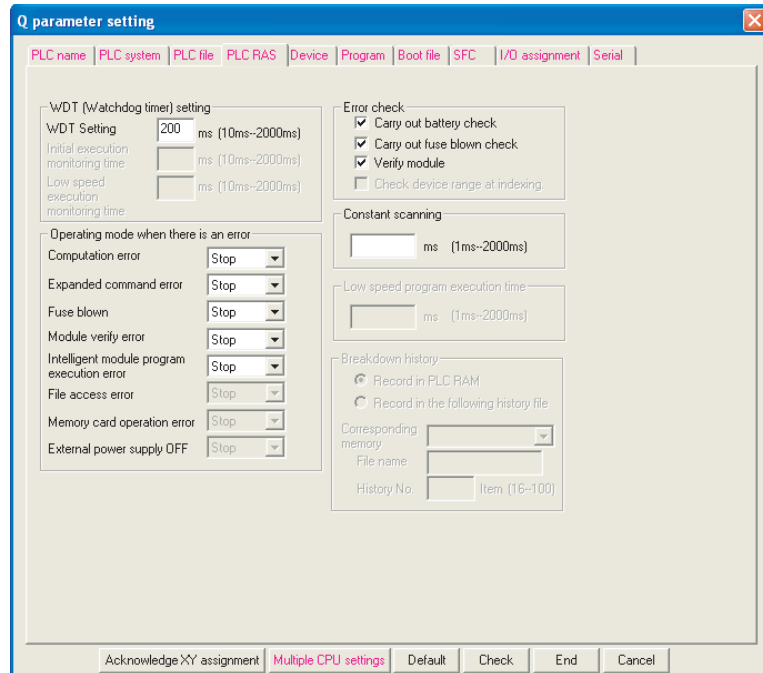 Q parameter setting
PLC name PLC system PLC file PLC RAS Device Program Boot file SFC I/O assignment Serial
WDT (Watchdog timer) setting
WDT Setting 200 ms (10ms--2000ms)
Initial execution
monitoring time ms (10ms--2000ms)
Low speed
execution
monitoring time ms (10ms--2000ms)
Operating mode when there is an error
Computation error Stop
Expanded command error Stop
Fuse blown Stop
Module verify error Stop
Intelligent module program
execution error Stop
File access error Stop
Memory card operation error Stop
External power supply OFF Stop
Error check
Carry out battery check
Carry out fuse blown check
Verify module
Check device range at indexing.
Constant scanning
ms (1ms--2000ms)
Low speed program execution time
ms (1ms--2000ms)
Breakdown history
Record in PLC RAM
Record in the following history file
Corresponding
memory
File name
History No. Item (16--100)
Acknowledge XY assignment Multiple CPU settings Default Check End Cancel